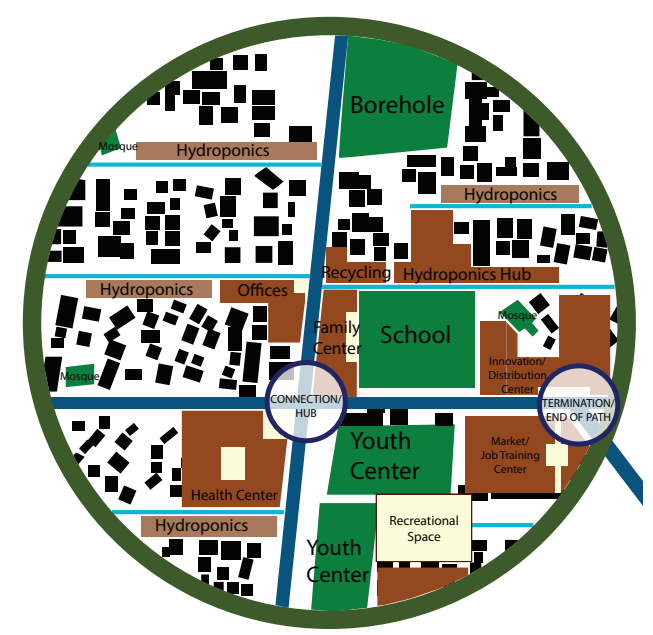 Borehole
Mosque
Hydroponics
Hydroponics
Recycling
Hydroponics Hub
Hydroponics
Offices
Mosque
Family
Center
School
Innovation/
Distribution
Center
Mosque
CONNECTION/
HUB
TERMINATION/
END OF PATH
Youth
Center
Market/
Job Training
Center
Health Center
Recreational
Space
Hydroponics
Youth
Center